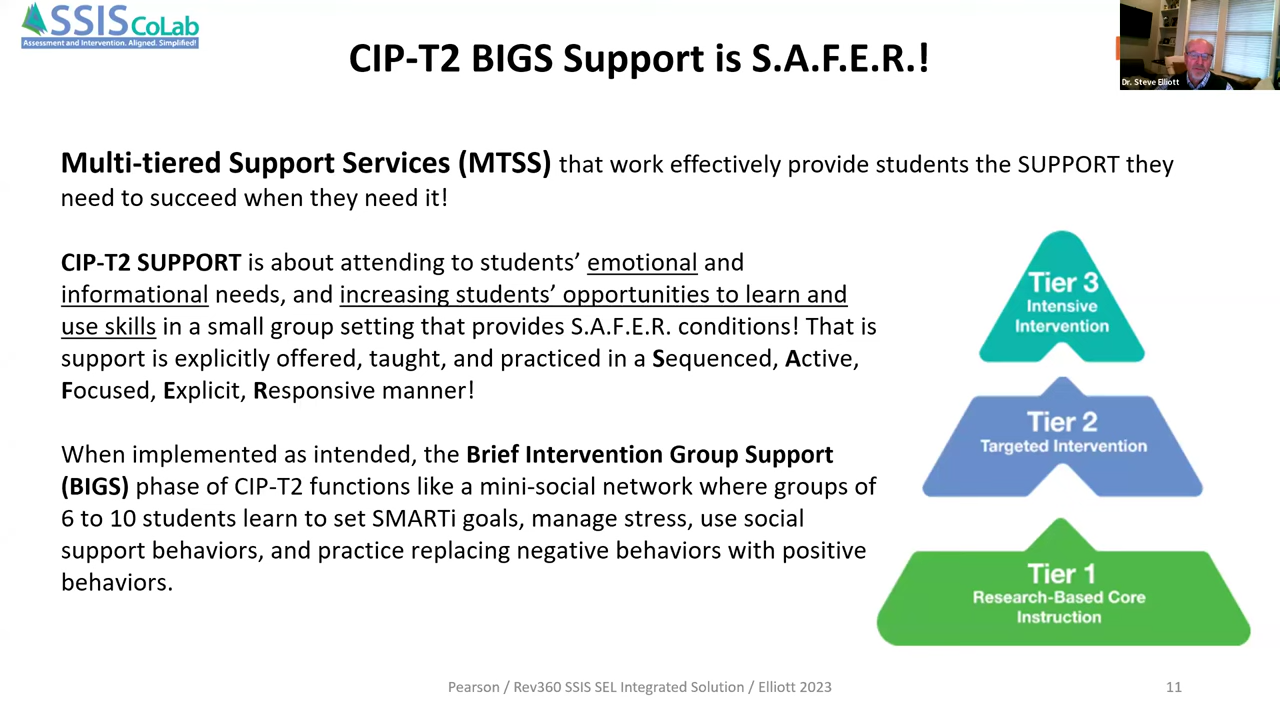 SSIS CoLab
Assessment and Intervention. Aligned. Simplified!
CIP-T2 BIGS Support is S.A.F.E.R.!
Dr. Steve Elliott
Multi-tiered Support Services (MTSS) that work effectively provide students the SUPPORT they
need to succeed when they need it!
CIP-T2 SUPPORT is about attending to students’ emotional and
informational needs, and increasing students’ opportunities to learn and
use skills in a small group setting that provides S.A.F.E.R. conditions! That is
support is explicitly offered, taught, and practiced in a Sequenced, Active,
Focused, Explicit, Responsive manner!
When implemented as intended, the Brief Intervention Group Support
(BIGS) phase of CIP-T2 functions like a mini-social network where groups of
6 to 10 students learn to set SMARTi goals, manage stress, use social
support behaviors, and practice replacing negative behaviors with positive
behaviors.
Tier 3
Intensive
Intervention
Tier 2
Targeted Intervention
Tier 1
Research-Based Core
Instruction
Pearson / Rev360 SSIS SEL Integrated Solution / Elliott 2023
11